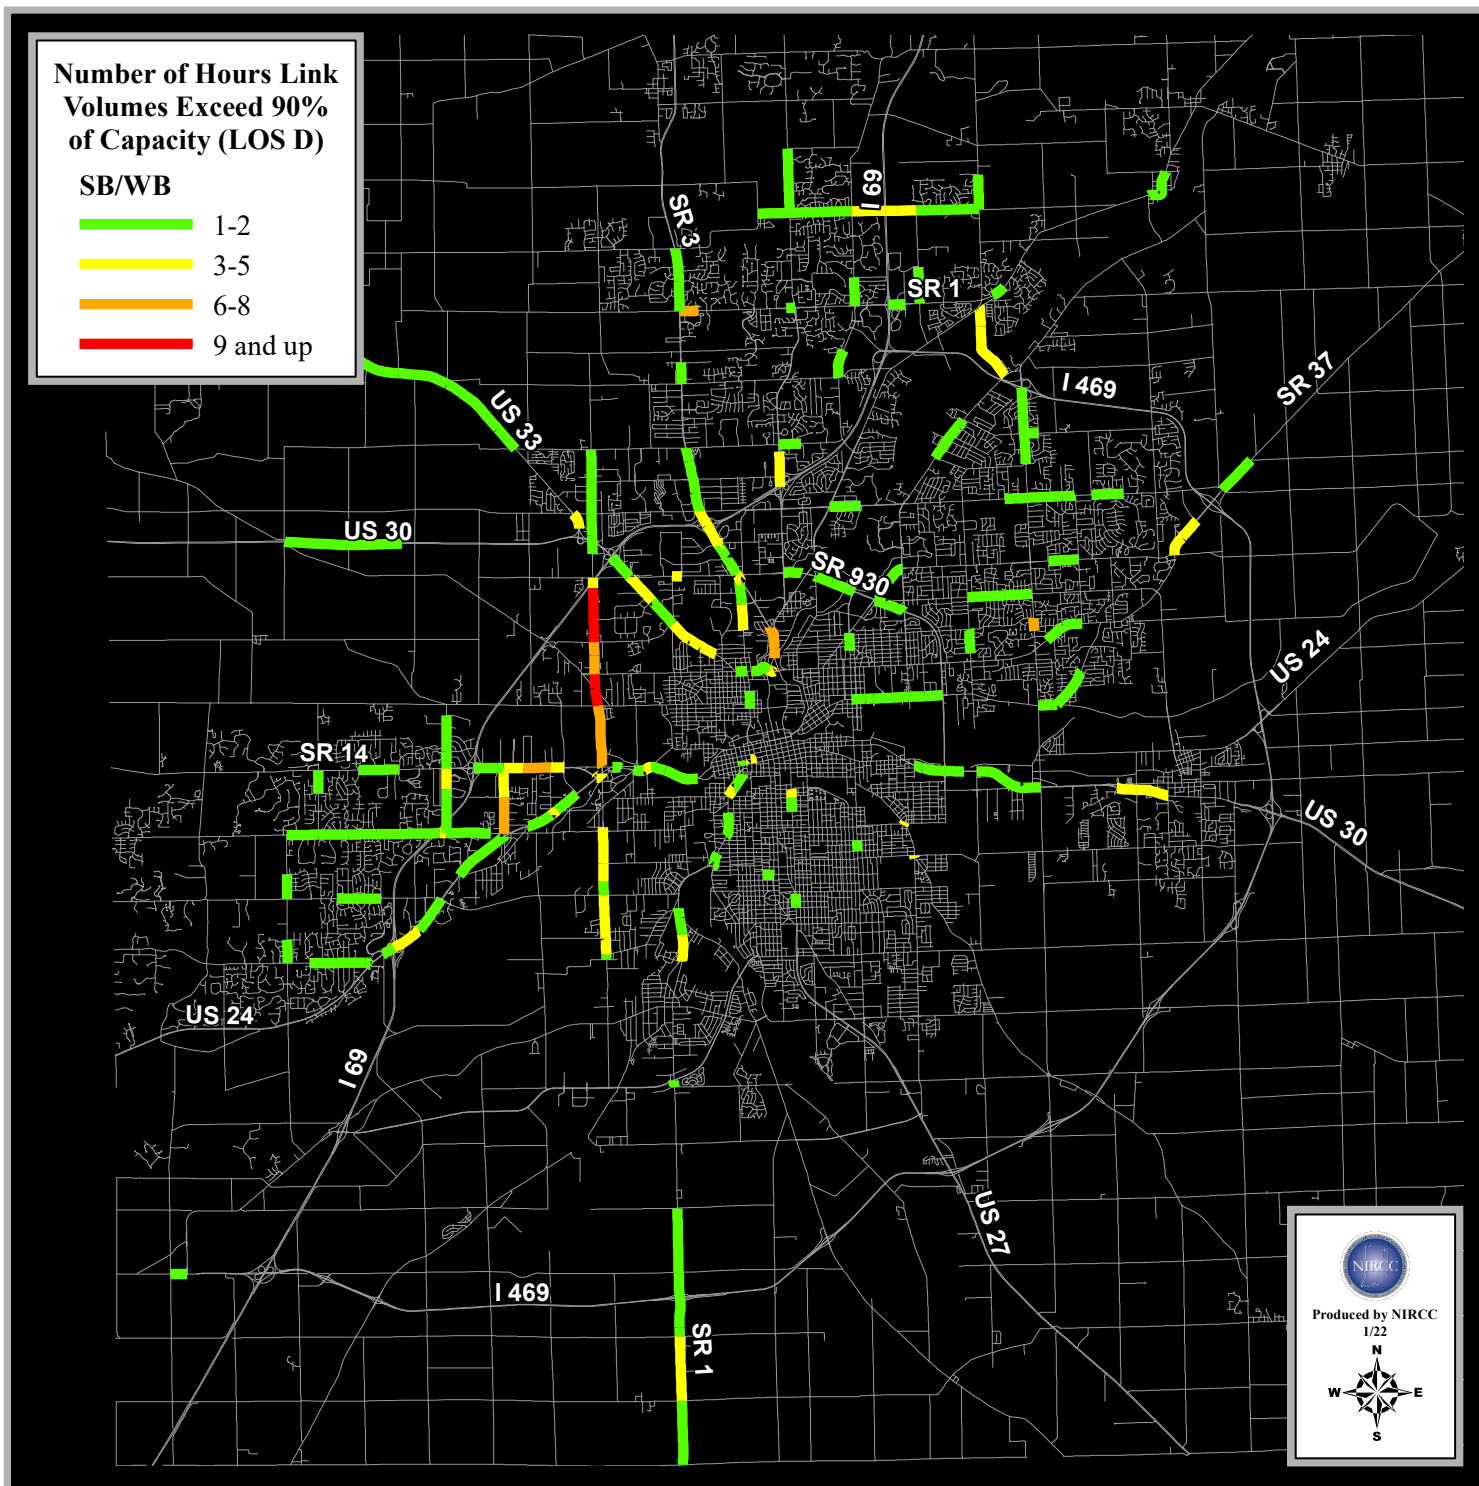 Number of Hours Link
Volumes Exceed 90%
of Capacity (LOS D)
SB/WB
1-2
3-5
6-8
9 and up
I 69
SR 3
SR 1
SR 37
I 469
US 33
US 30
SR 930
US 24
SR 14
US 30
US 24
I 69
US 27
I 469
SR 1
NIRCC
Produced by NIRCC
1/22
N
W E
S